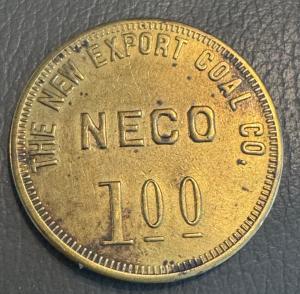 THE NEW EXPORT COAL CO.
NECO
100